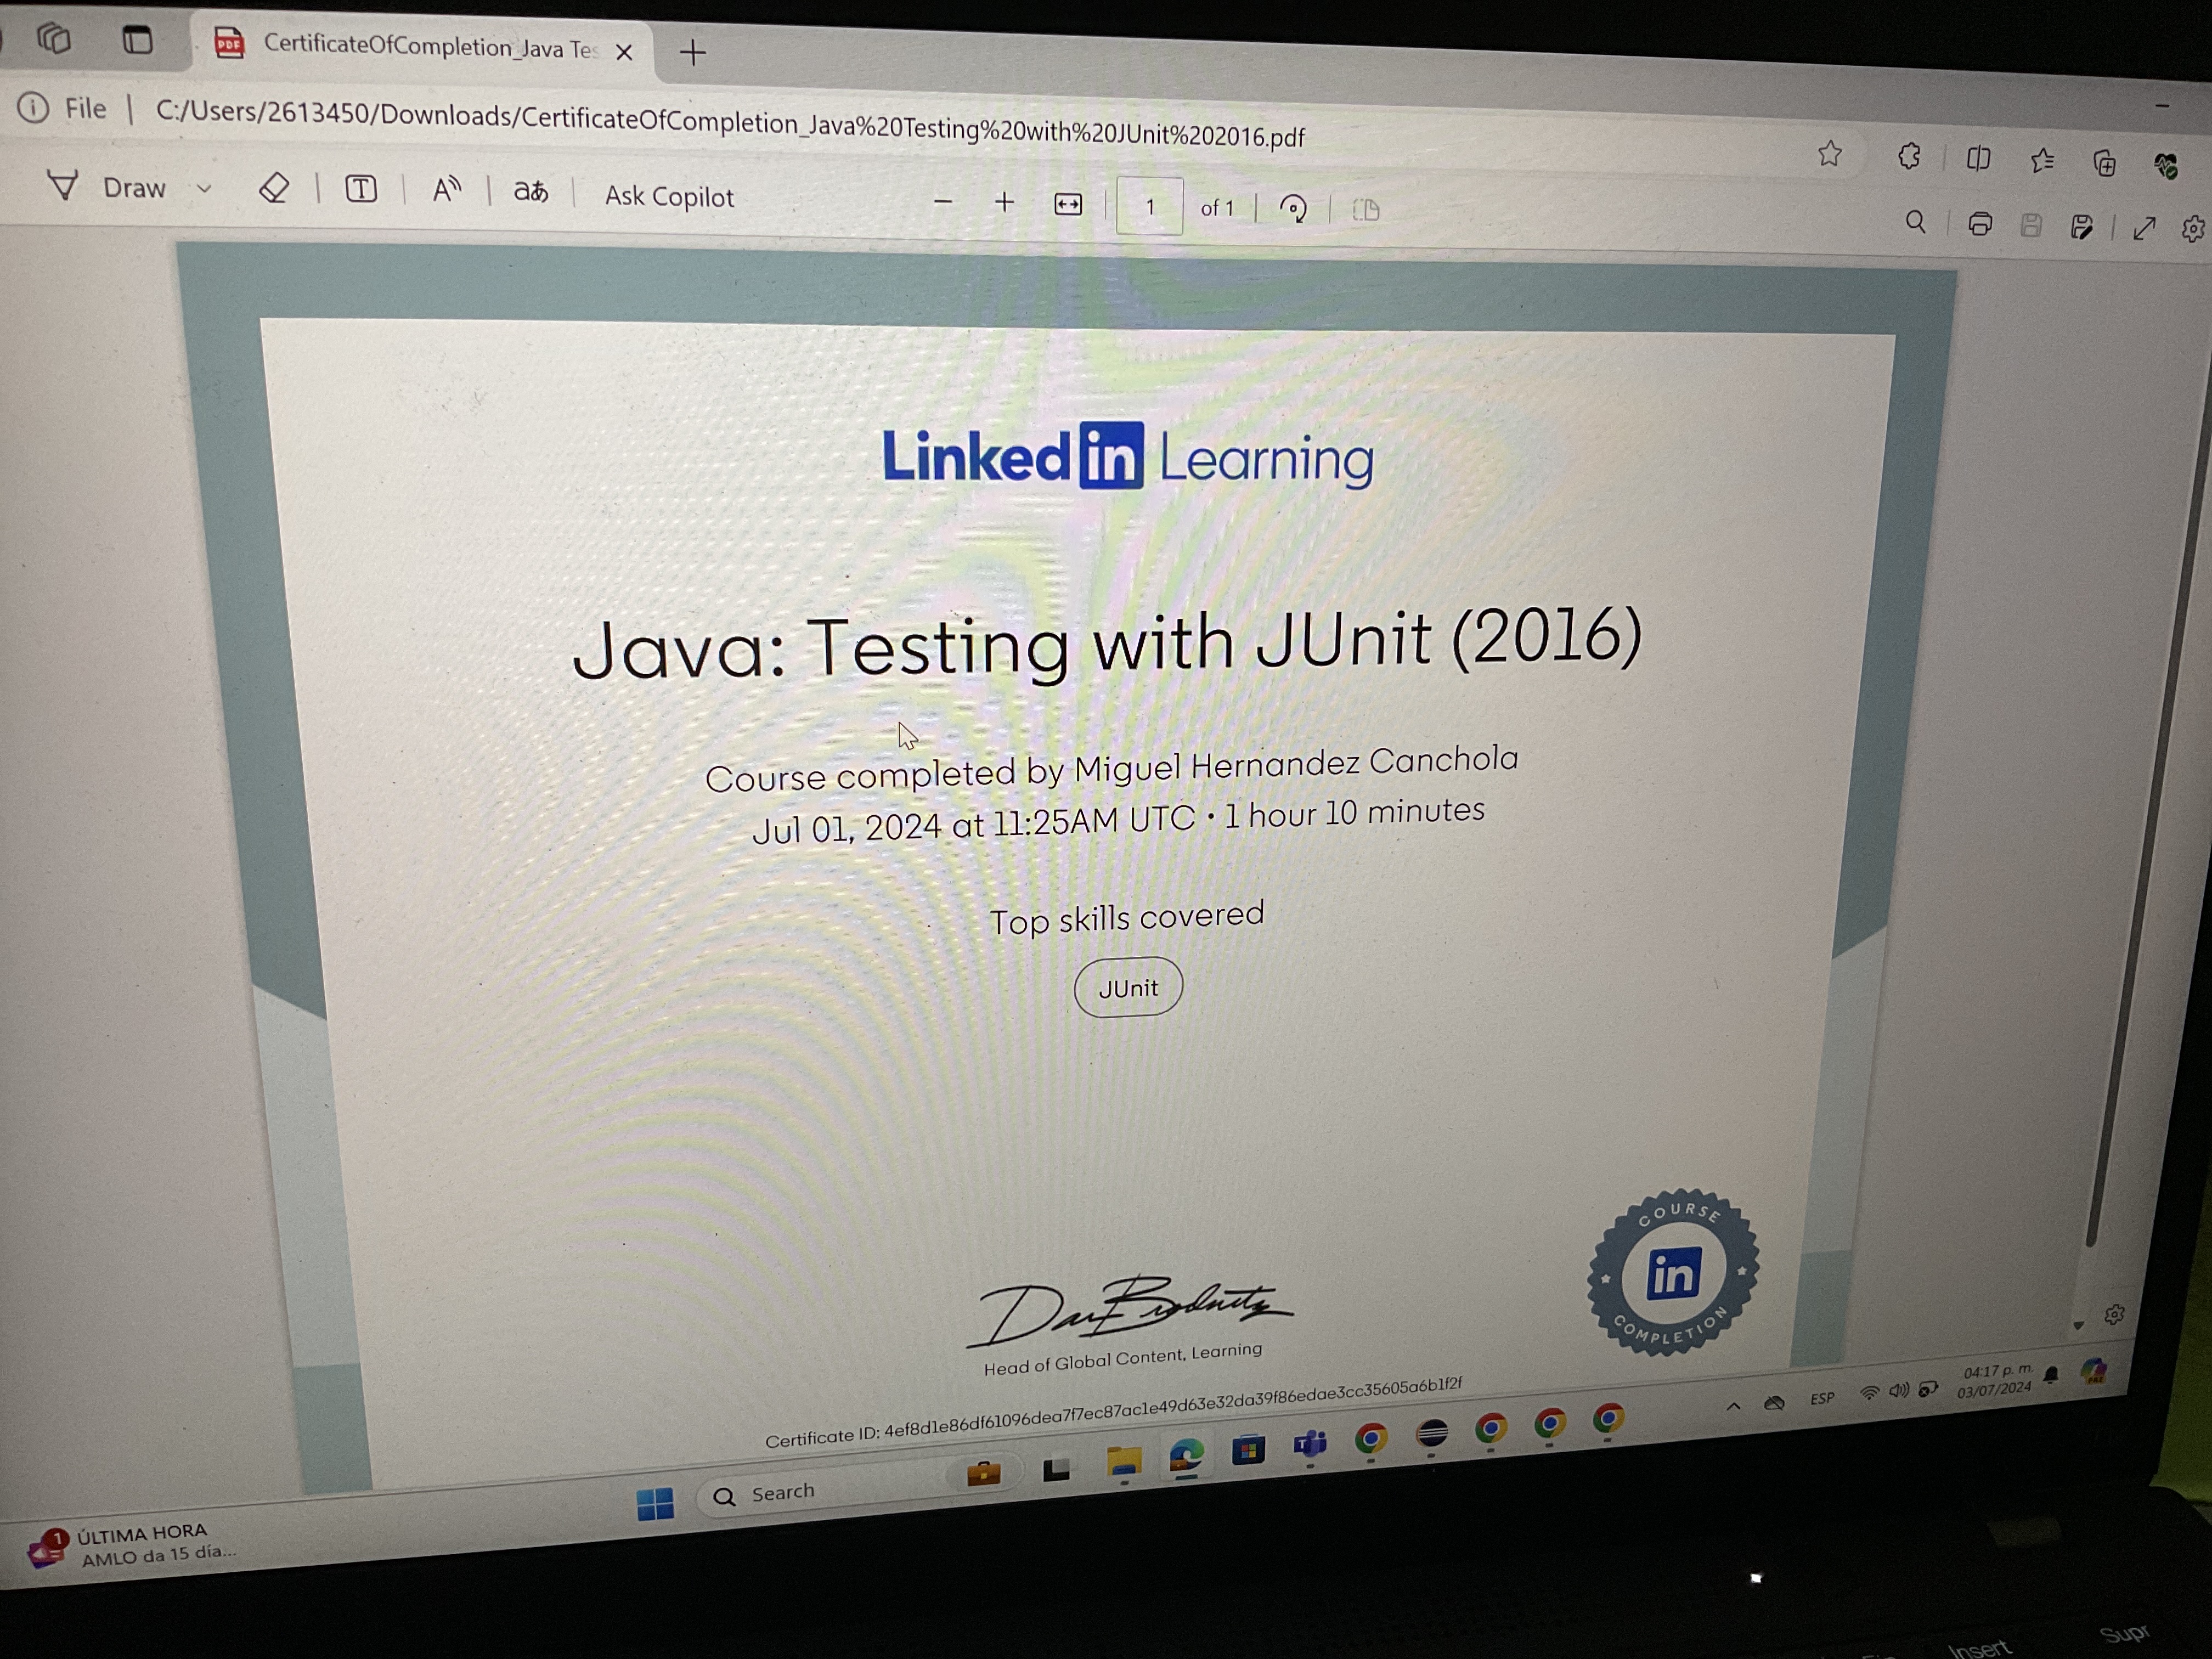 CertificateOfCompletion_Java Tes
File | C:/Users/2613450/Downloads/CertificateOfCompletion_Java%20Testing%20with%20JUnit%202016.pdf
Draw
aあ
Ask Copilot
1 of 1
LinkedIn Learning
Java: Testing with JUnit (2016)
Course completed by Miguel Hernandez Canchola
Jul 01, 2024 at 11:25AM UTC • 1 hour 10 minutes
Top skills covered
JUnit
COURSE
in
COMPLETION
Head of Global Content, Learning
Certificate ID: 4ef8d1e86df61096dea7f7ec87ac1e49d63e32da39f86edae3cc35605a6b1f2f
Search
ESP
04:17 p. m.
03/07/2024
1
ÚLTIMA HORA
AMLO da 15 día...
Insert
Supr